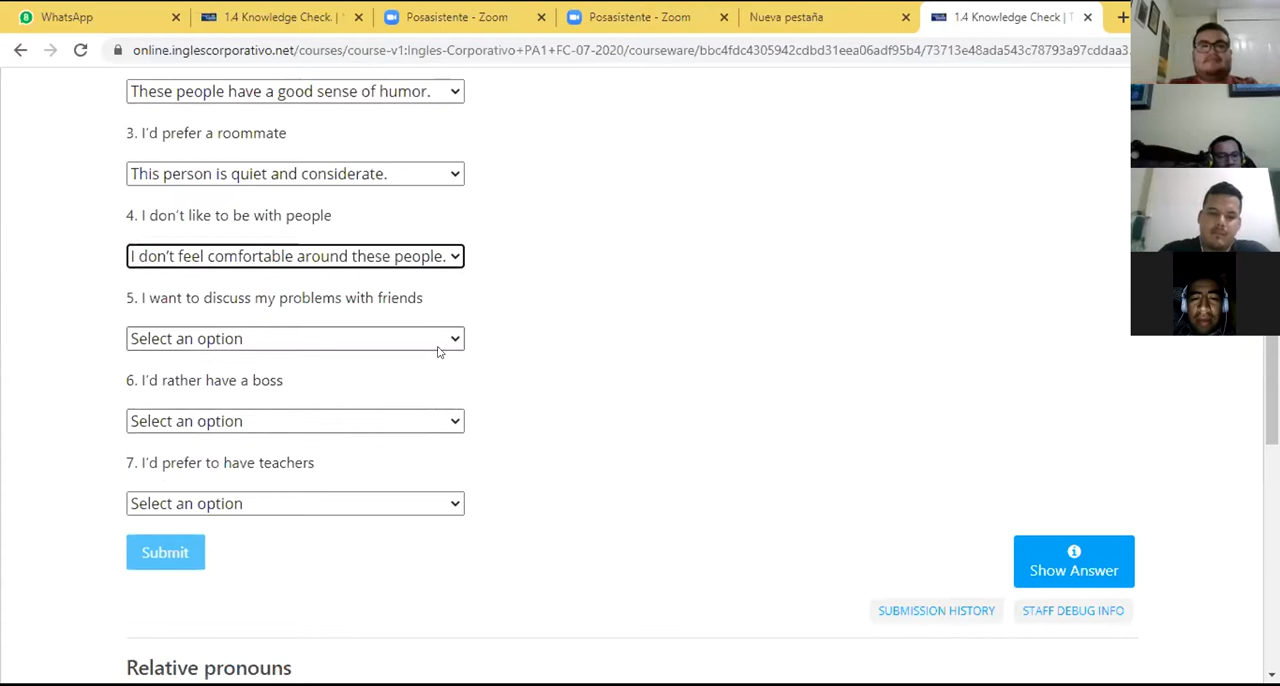 8 WhatsApp
1.4 Knowledge Check. |
Posasistente - Zoom
Posasistente - Zoom
Nueva pestaña
1.4 Knowledge Check | T
online.inglescorporativo.net/courses/course-v1:Ingles-Corporativo+PA1+FC-07-2020/courseware/bbc4fdc4305942cdbd31eea06adf95b4/73713e48ada543c78793a97cddaa3...
These people have a good sense of humor.
3. I'd prefer a roommate
This person is quiet and considerate.
4. I don't like to be with people
I don't feel comfortable around these people.
5. I want to discuss my problems with friends
Select an option
6. I'd rather have a boss
Select an option
7. I'd prefer to have teachers
Select an option
Submit
Show Answer
SUBMISSION HISTORY
STAFF DEBUG INFO
Relative pronouns